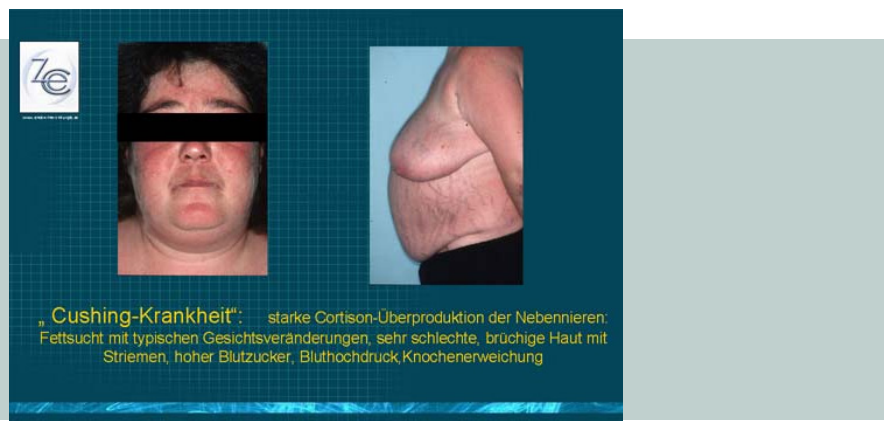 Zce
„ Cushing-Krankheit“: starke Cortison-Überproduktion der Nebennieren:
Fettsucht mit typischen Gesichtsveränderungen, sehr schlechte, brüchige Haut mit
Striemen, hoher Blutzucker, Bluthochdruck,Knochenerweichung